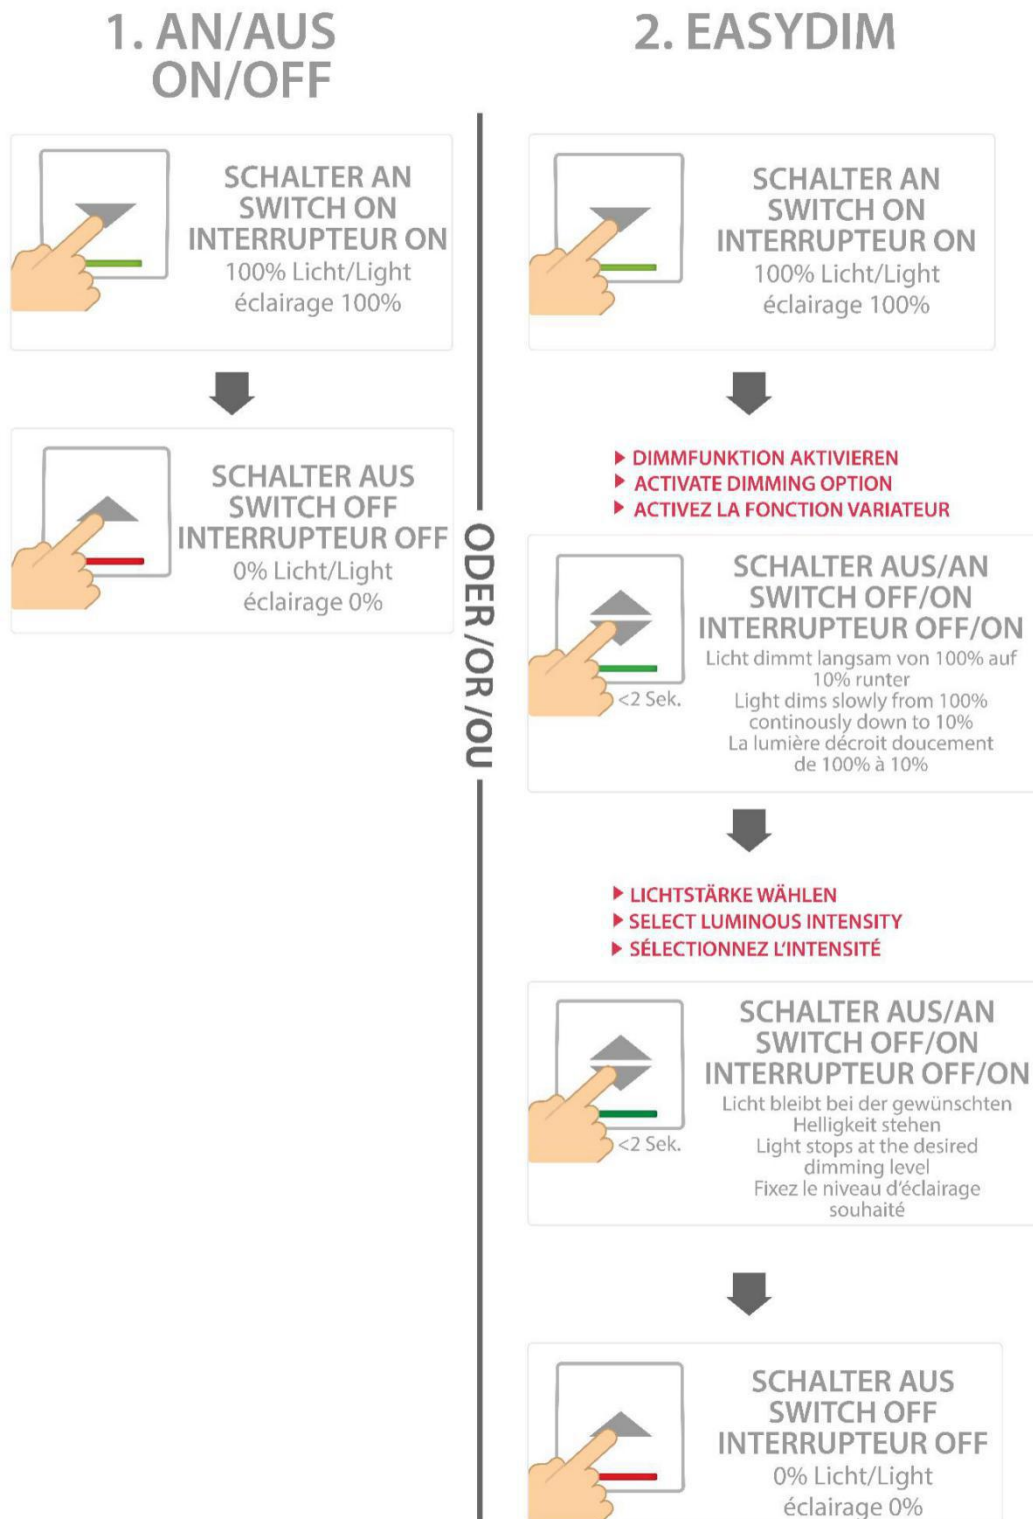 1. AN/AUS
ON/OFF
SCHALTER AN
SWITCH ON
INTERRUPTEUR ON
100% Licht/Light
éclairage 100%
SCHALTER AUS
SWITCH OFF
INTERRUPTEUR OFF
0% Licht/Light
éclairage 0%
ODER /OR /OU
2. EASYDIM
SCHALTER AN
SWITCH ON
INTERRUPTEUR ON
100% Licht/Light
éclairage 100%
DIMMFUNKTION AKTIVIEREN
ACTIVATE DIMMING OPTION
ACTIVEZ LA FONCTION VARIATEUR
SCHALTER AUS/AN
SWITCH OFF/ON
INTERRUPTEUR OFF/ON
Licht dimmt langsam von 100% auf
10% runter
Light dims slowly from 100%
continously down to 10%
La lumière décroit doucement
de 100% à 10%
<2 Sek.
LICHTSTÄRKE WÄHLEN
SELECT LUMINOUS INTENSITY
SÉLECTIONNEZ L'INTENSITÉ
SCHALTER AUS/AN
SWITCH OFF/ON
INTERRUPTEUR OFF/ON
Licht bleibt bei der gewünschten
Helligkeit stehen
Light stops at the desired
dimming level
Fixez le niveau d'éclairage
souhaité
<2 Sek.
SCHALTER AUS
SWITCH OFF
INTERRUPTEUR OFF
0% Licht/Light
éclairage 0%